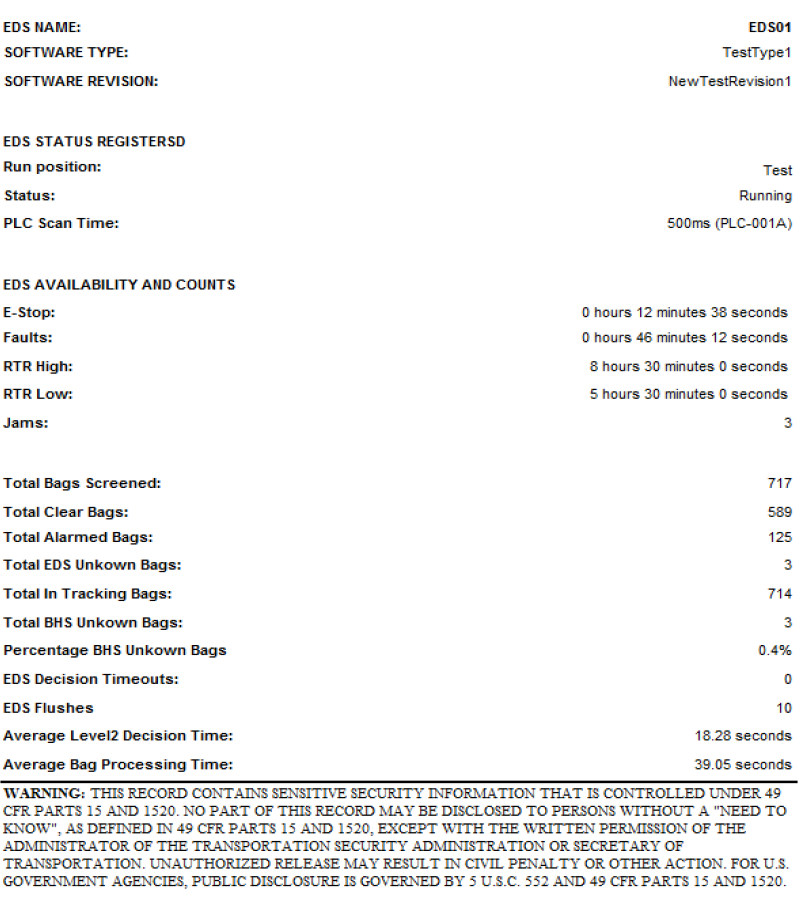 EDS NAME: EDS01
SOFTWARE TYPE: TestType1
SOFTWARE REVISION: NewTestRevision1
EDS STATUS REGISTERSD
Run position: Test
Status: Running
PLC Scan Time: 500ms (PLC-001A)
EDS AVAILABILITY AND COUNTS
E-Stop: 0 hours 12 minutes 38 seconds
Faults: 0 hours 46 minutes 12 seconds
RTR High: 8 hours 30 minutes 0 seconds
RTR Low: 5 hours 30 minutes 0 seconds
Jams: 3
Total Bags Screened: 717
Total Clear Bags: 589
Total Alarmed Bags: 125
Total EDS Unkown Bags: 3
Total In Tracking Bags: 714
Total BHS Unkown Bags: 3
Percentage BHS Unkown Bags 0.4%
EDS Decision Timeouts: 0
EDS Flushes 10
Average Level2 Decision Time: 18.28 seconds
Average Bag Processing Time: 39.05 seconds
WARNING: THIS RECORD CONTAINS SENSITIVE SECURITY INFORMATION THAT IS CONTROLLED UNDER 49
CFR PARTS 15 AND 1520. NO PART OF THIS RECORD MAY BE DISCLOSED TO PERSONS WITHOUT A "NEED TO
KNOW", AS DEFINED IN 49 CFR PARTS 15 AND 1520, EXCEPT WITH THE WRITTEN PERMISSION OF THE
ADMINISTRATOR OF THE TRANSPORTATION SECURITY ADMINISTRATION OR SECRETARY OF
TRANSPORTATION. UNAUTHORIZED RELEASE MAY RESULT IN CIVIL PENALTY OR OTHER ACTION. FOR U.S.
GOVERNMENT AGENCIES, PUBLIC DISCLOSURE IS GOVERNED BY 5 U.S.C. 552 AND 49 CFR PARTS 15 AND 1520.